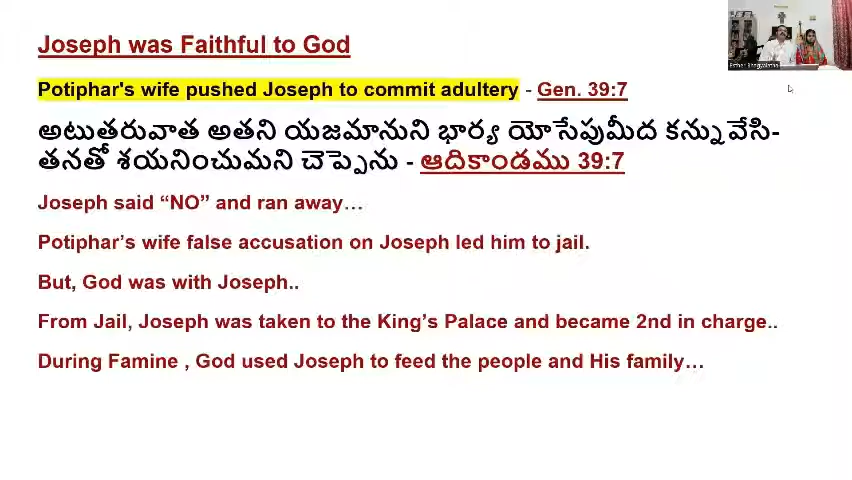 Joseph was Faithful to God
Potiphar's wife pushed Joseph to commit adultery - Gen. 39:7
అటుతరువాత అతని యజమానుని భార్య యోసేపుమీద కన్నువేసి-
తనతో శయనించుమని చెప్పెను - ఆదికాండము 39:7
Joseph said “NO” and ran away…
Potiphar’s wife false accusation on Joseph led him to jail.
But, God was with Joseph..
From Jail, Joseph was taken to the King’s Palace and became 2nd in charge..
During Famine , God used Joseph to feed the people and His family…